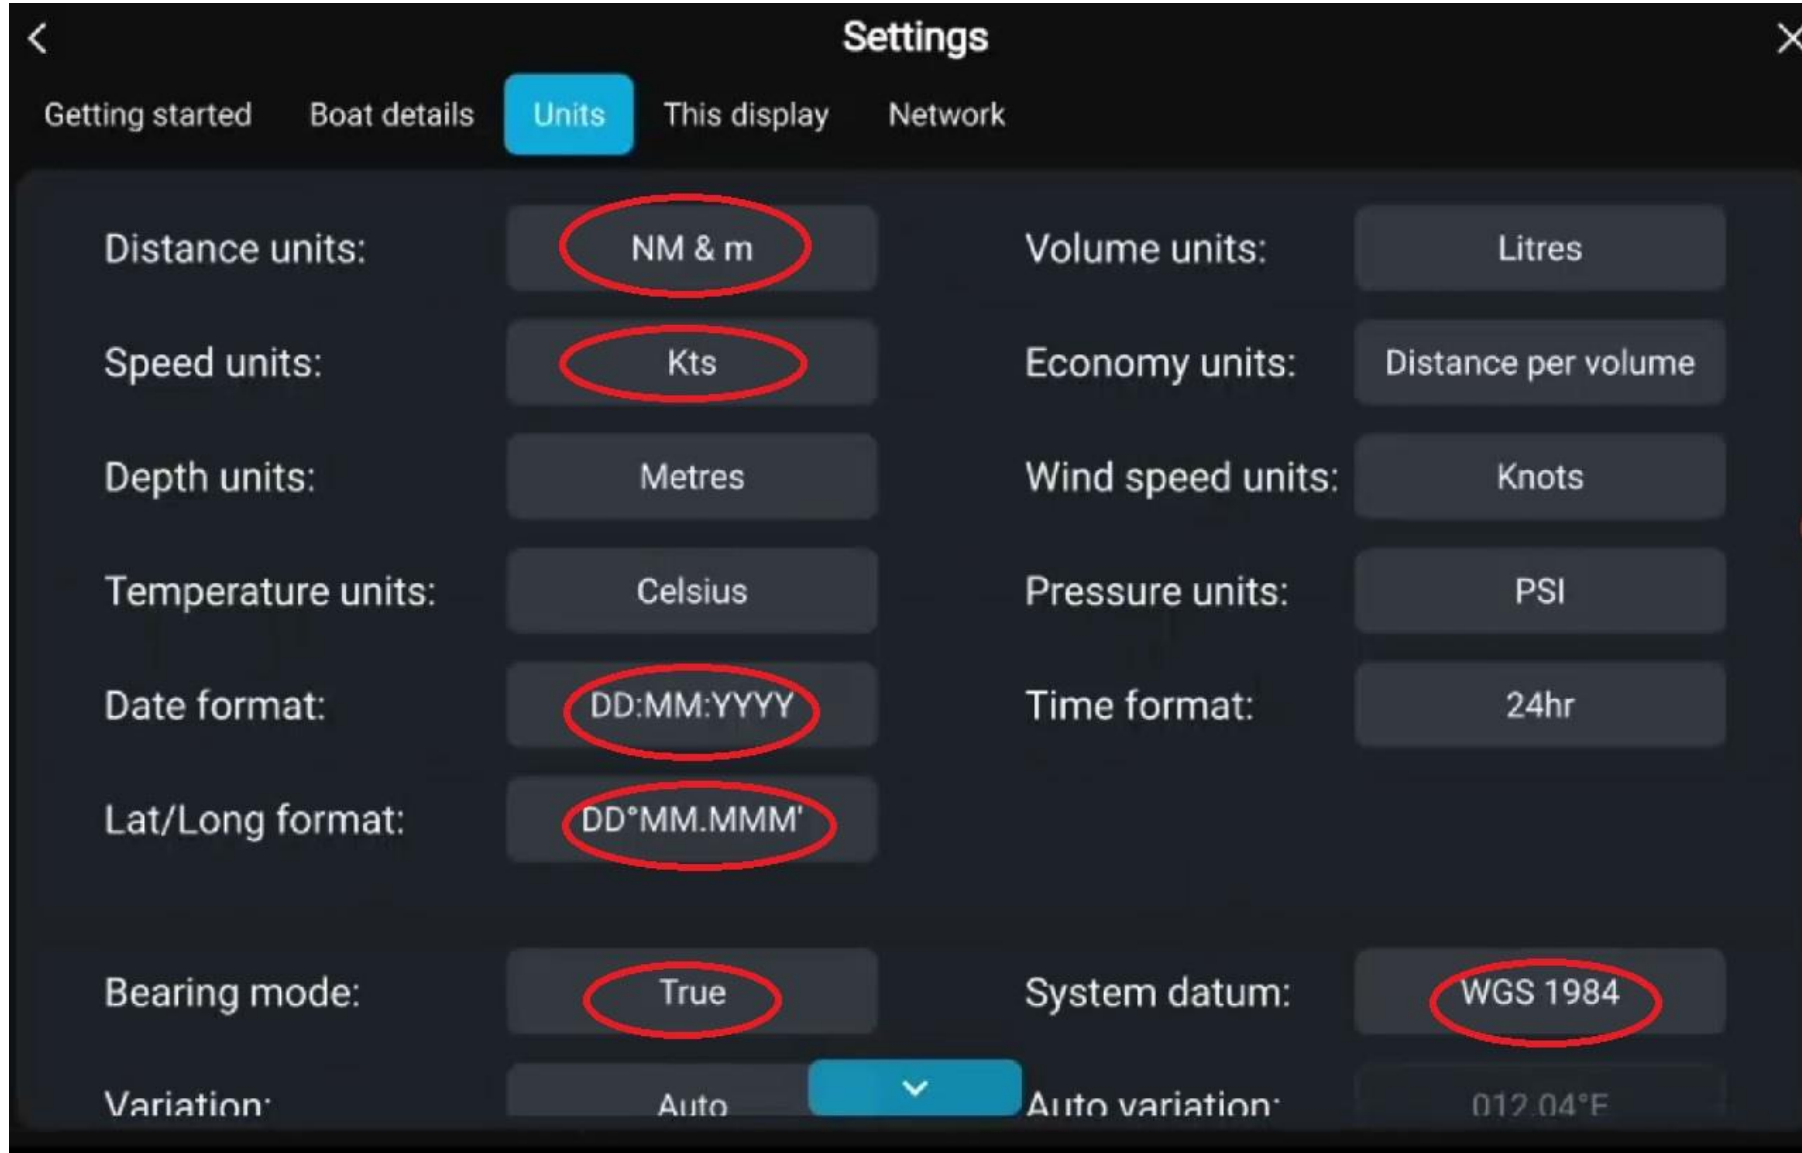 Settings
Getting started Boat details Units This display Network
Distance units: NM & m Volume units: Litres
Speed units: Kts Economy units: Distance per volume
Depth units: Metres Wind speed units: Knots
Temperature units: Celsius Pressure units: PSI
Date format: DD:MM:YYYY Time format: 24hr
Lat/Long format: DD°MM.MMM'
Bearing mode: True System datum: WGS 1984
Variation: Auto Auto variation: 012.04°E